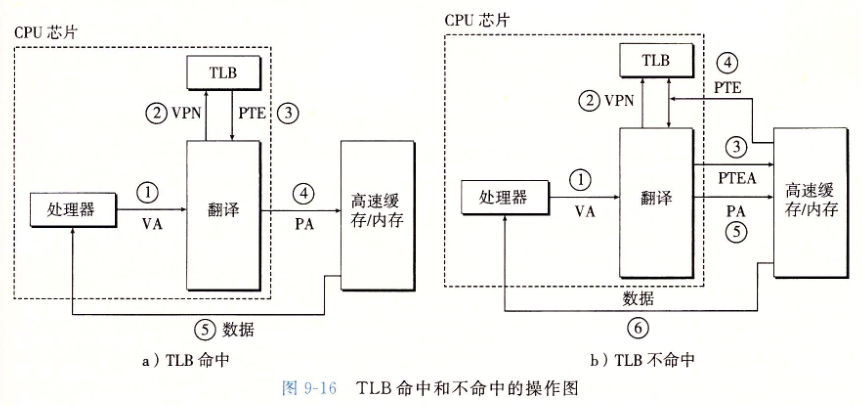 CPU 芯片
TLB
② VPN
PTE ③
处理器
① VA
翻译
④ PA
高速缓
存/内存
⑤ 数据
a）TLB 命中
CPU 芯片
TLB
② VPN
④ PTE
处理器
① VA
翻译
③ PTEA
PA ⑤
高速缓
存/内存
数据
⑥
b）TLB 不命中
图 9-16 TLB 命中和不命中的操作图